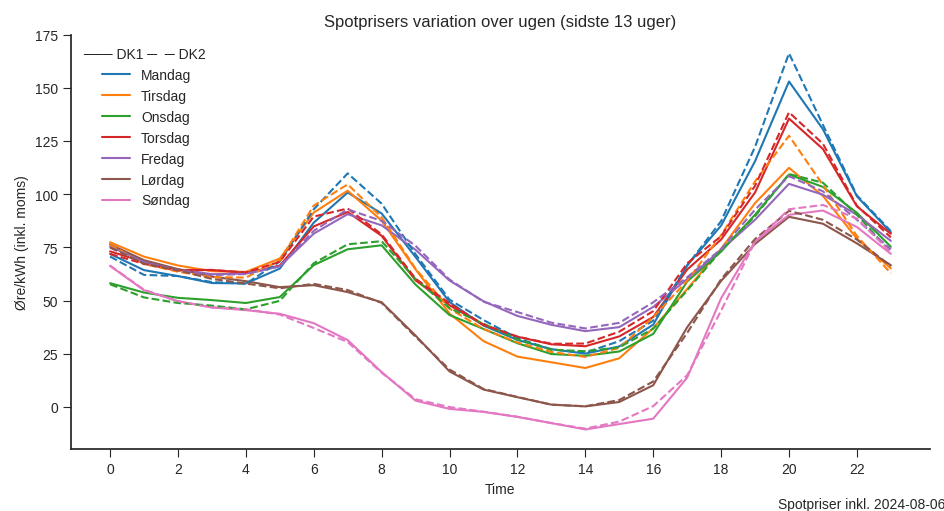 Spotprisers variation over ugen (sidste 13 uger)
175
150
125
100
75
50
25
0
Øre/kWh (inkl. moms)
DK1 DK2
Mandag
Tirsdag
Onsdag
Torsdag
Fredag
Lørdag
Søndag
0 2 4 6 8 10 12 14 16 18 20 22
Time
Spotpriser inkl. 2024-08-06